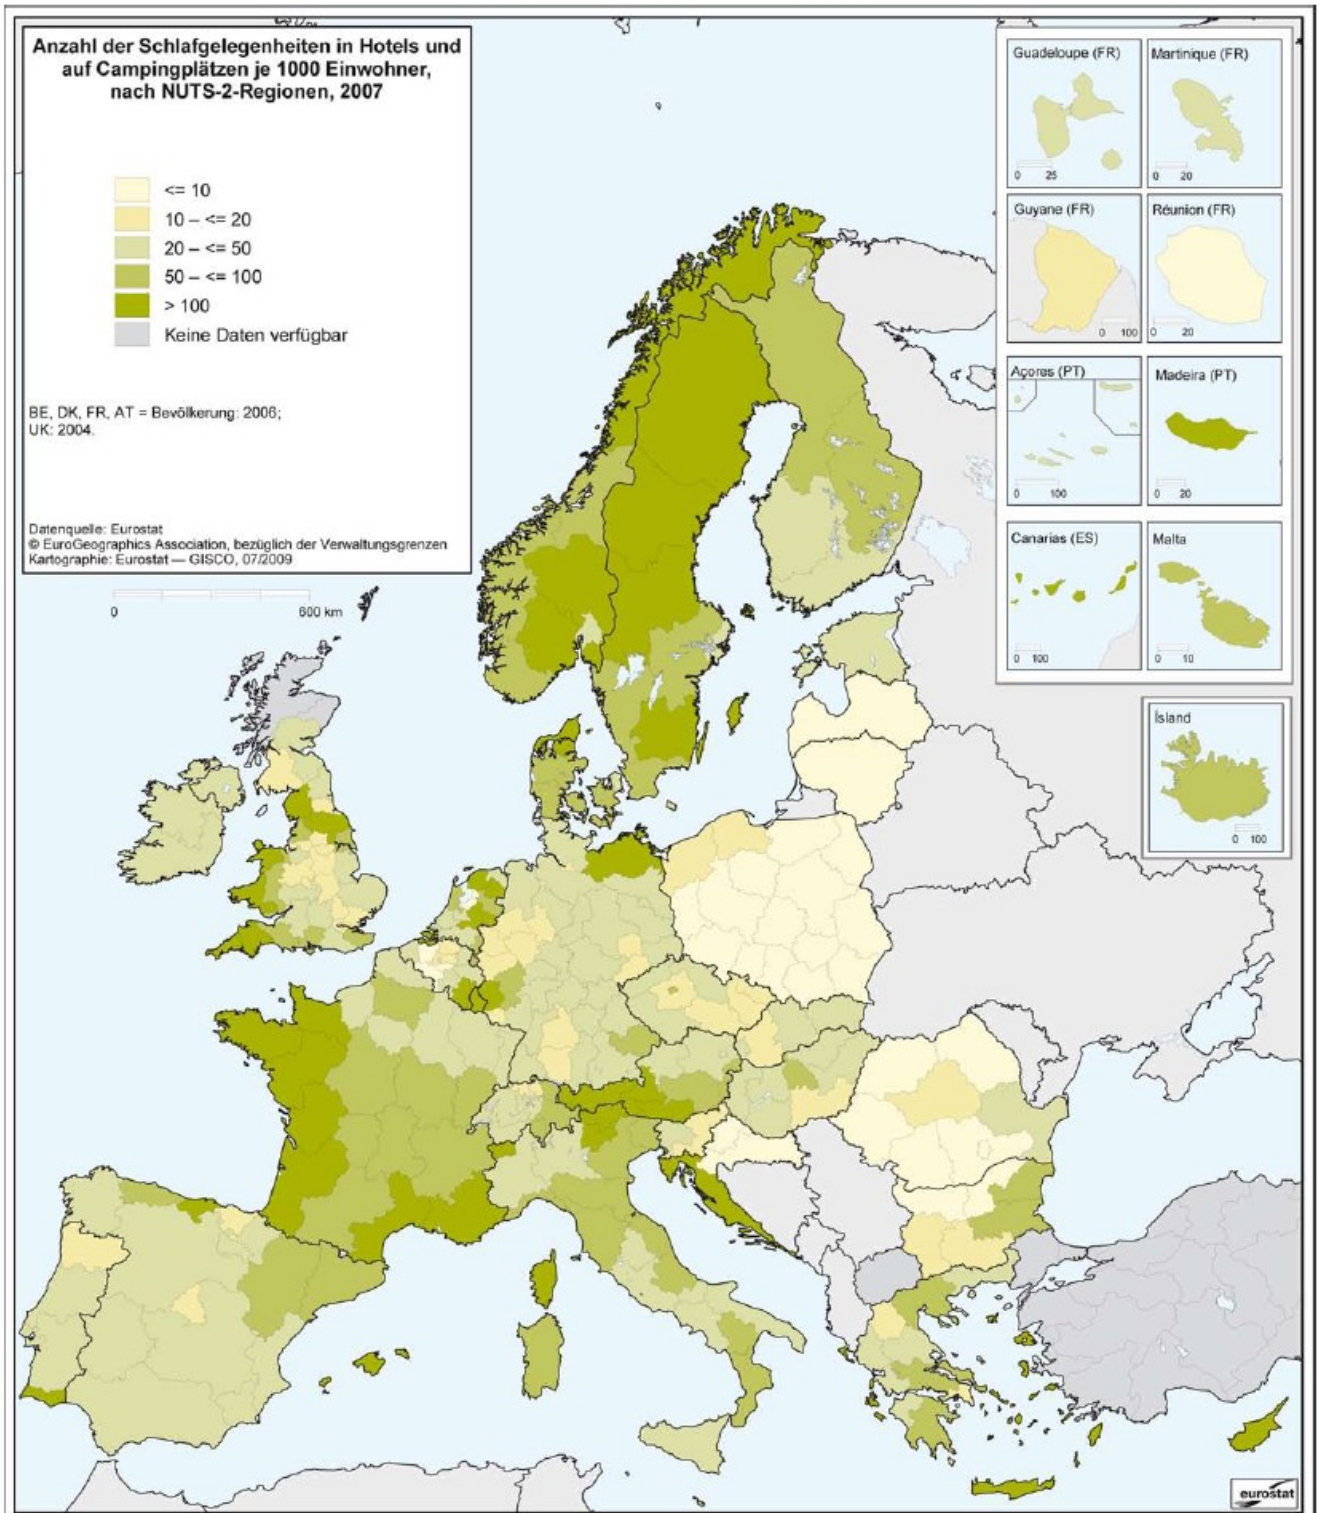 Anzahl der Schlafgelegenheiten in Hotels und
auf Campingplätzen je 1000 Einwohner,
nach NUTS-2-Regionen, 2007
<= 10
10 – <= 20
20 – <= 50
50 – <= 100
> 100
Keine Daten verfügbar
BE, DK, FR, AT = Bevölkerung: 2006;
UK: 2004.
Datenquelle: Eurostat
© EuroGeographics Association, bezüglich der Verwaltungsgrenzen
Kartographie: Eurostat — GISCO, 07/2009
0 600 km
Guadeloupe (FR)
0 25
Martinique (FR)
0 20
Guyane (FR)
0 100
Réunion (FR)
0 20
Açores (PT)
0 100
Madeira (PT)
0 20
Canarias (ES)
0 100
Malta
0 10
Ísland
0 100
eurostat